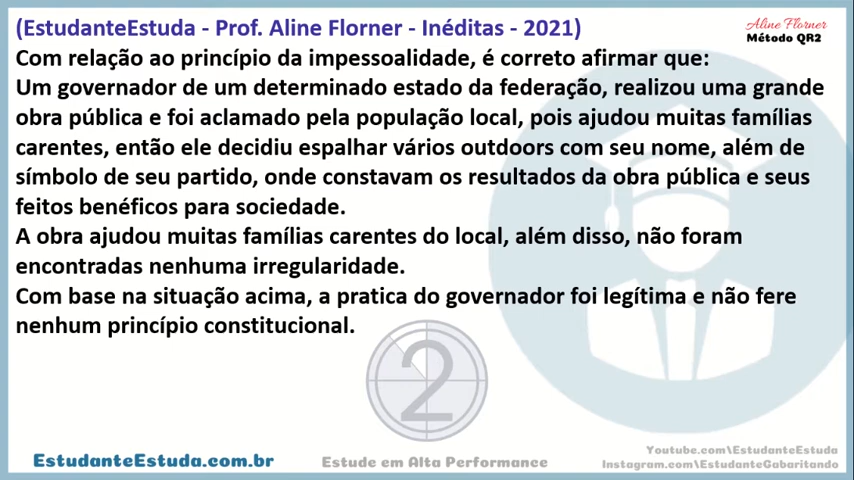 (EstudanteEstuda - Prof. Aline Florner - Inéditas - 2021)
Aline Florner
Método QR2
Com relação ao princípio da impessoalidade, é correto afirmar que:
Um governador de um determinado estado da federação, realizou uma grande
obra pública e foi aclamado pela população local, pois ajudou muitas famílias
carentes, então ele decidiu espalhar vários outdoors com seu nome, além de
símbolo de seu partido, onde constavam os resultados da obra pública e seus
feitos benéficos para sociedade.
A obra ajudou muitas famílias carentes do local, além disso, não foram
encontradas nenhuma irregularidade.
Com base na situação acima, a pratica do governador foi legítima e não fere
nenhum princípio constitucional.
2
EstudanteEstuda.com.br
Estude em Alta Performance
Youtube.com\EstudanteEstuda
Instagram.com\EstudanteGabaritando